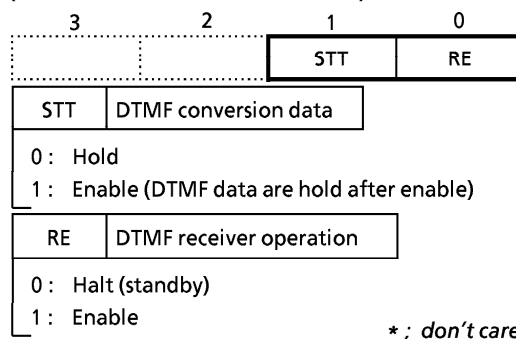 3 2 1 0
STT RE
STT DTMF conversion data
0 : Hold
1 : Enable (DTMF data are hold after enable)
RE DTMF receiver operation
0 : Halt (standby)
1 : Enable
* ; don't care